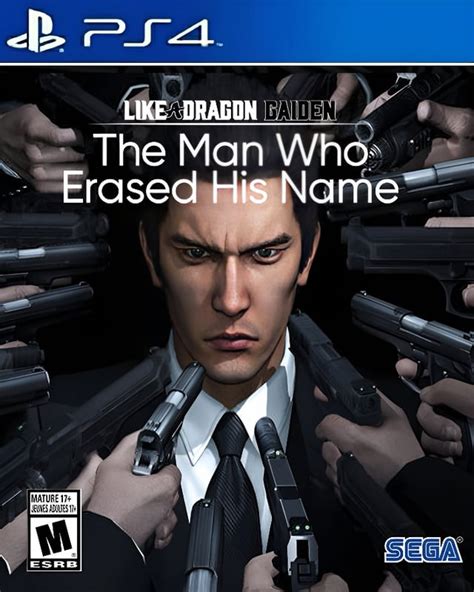 PS4
LIKE A DRAGON GAIDEN
The Man Who
Erased His Name
MATURE 17+
JEUNES ADULTES 17+
M
ESRB
SEGA